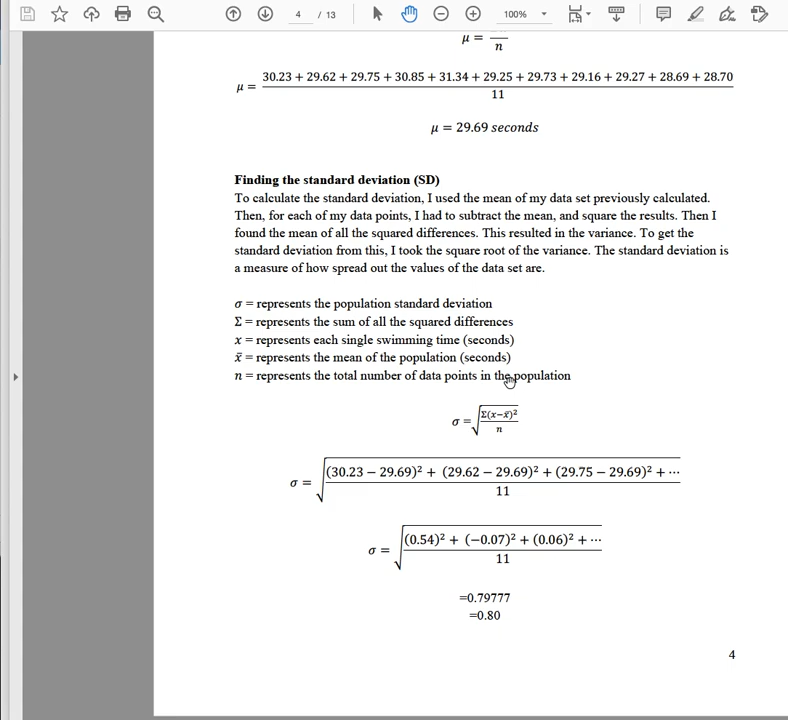 4 / 13 100%
μ = n
μ = 30.23 + 29.62 + 29.75 + 30.85 + 31.34 + 29.25 + 29.73 + 29.16 + 29.27 + 28.69 + 28.70
11
μ = 29.69 seconds
Finding the standard deviation (SD)
To calculate the standard deviation, I used the mean of my data set previously calculated.
Then, for each of my data points, I had to subtract the mean, and square the results. Then I
found the mean of all the squared differences. This resulted in the variance. To get the
standard deviation from this, I took the square root of the variance. The standard deviation is
a measure of how spread out the values of the data set are.
σ = represents the population standard deviation
Σ = represents the sum of all the squared differences
x = represents each single swimming time (seconds)
x̄ = represents the mean of the population (seconds)
n = represents the total number of data points in the population
σ = √Σ(x−x̄)²
n
σ = √(30.23 − 29.69)² + (29.62 − 29.69)² + (29.75 − 29.69)² + ⋯
11
σ = √(0.54)² + (−0.07)² + (0.06)² + ⋯
11
=0.79777
=0.80
4